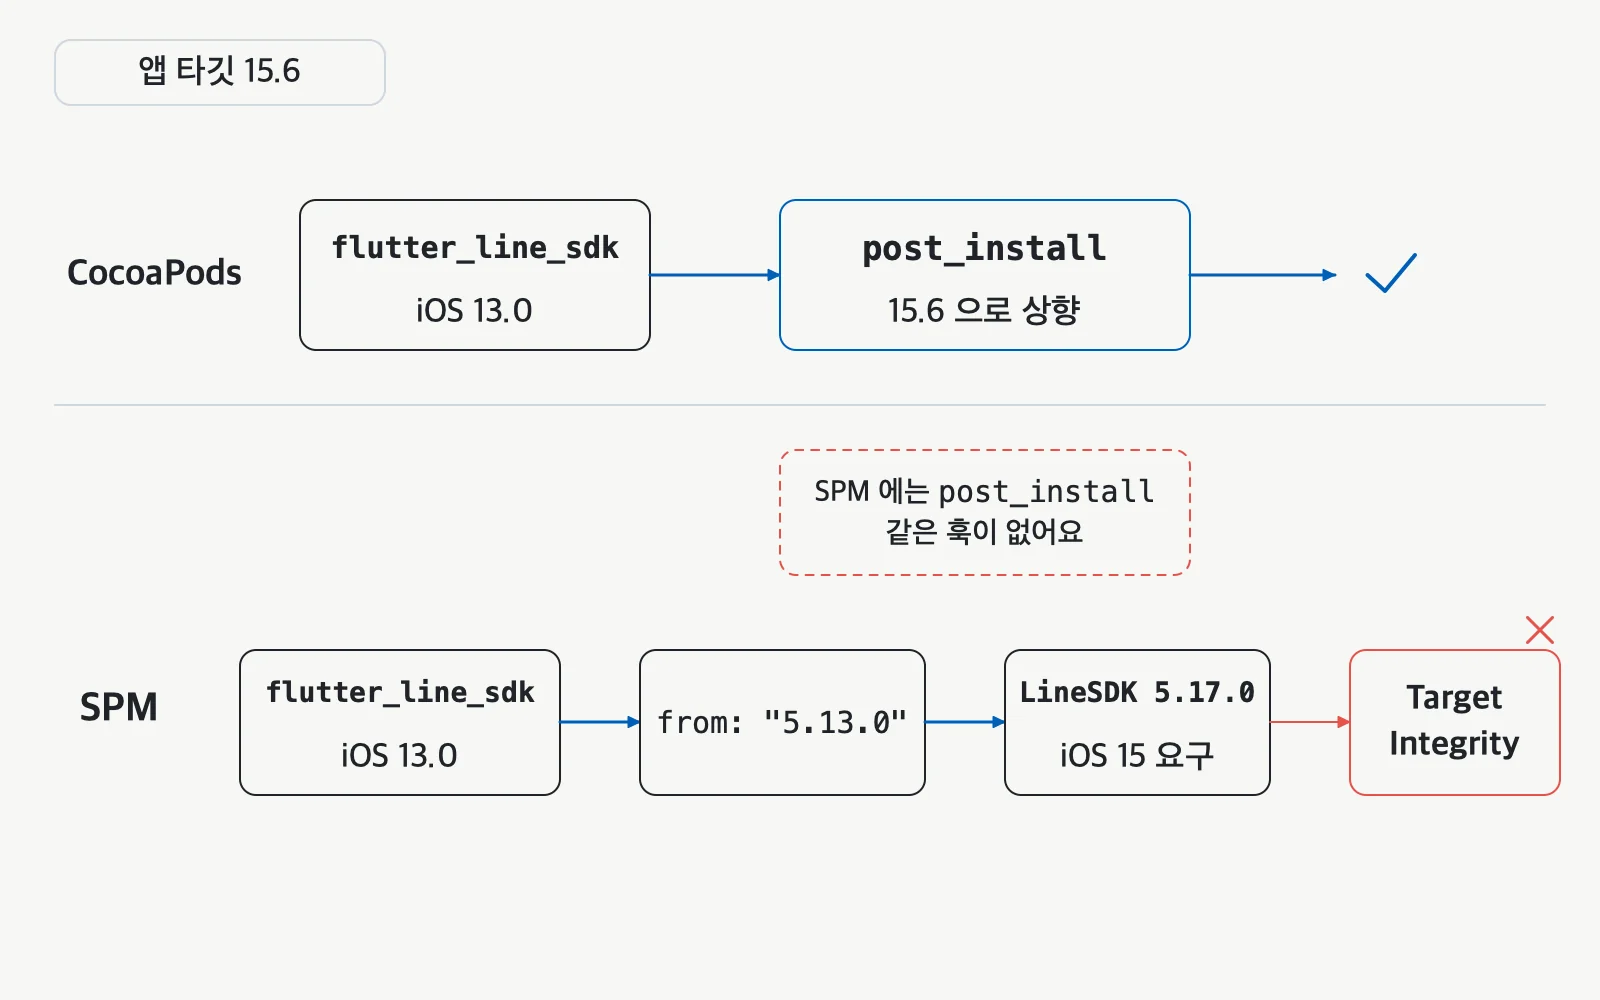 앱 타깃 15.6
CocoaPods
flutter_line_sdk
iOS 13.0
post_install
15.6 으로 상향
SPM 에는 post_install
같은 훅이 없어요
SPM
flutter_line_sdk
iOS 13.0
from: "5.13.0"
LineSDK 5.17.0
iOS 15 요구
Target
Integrity